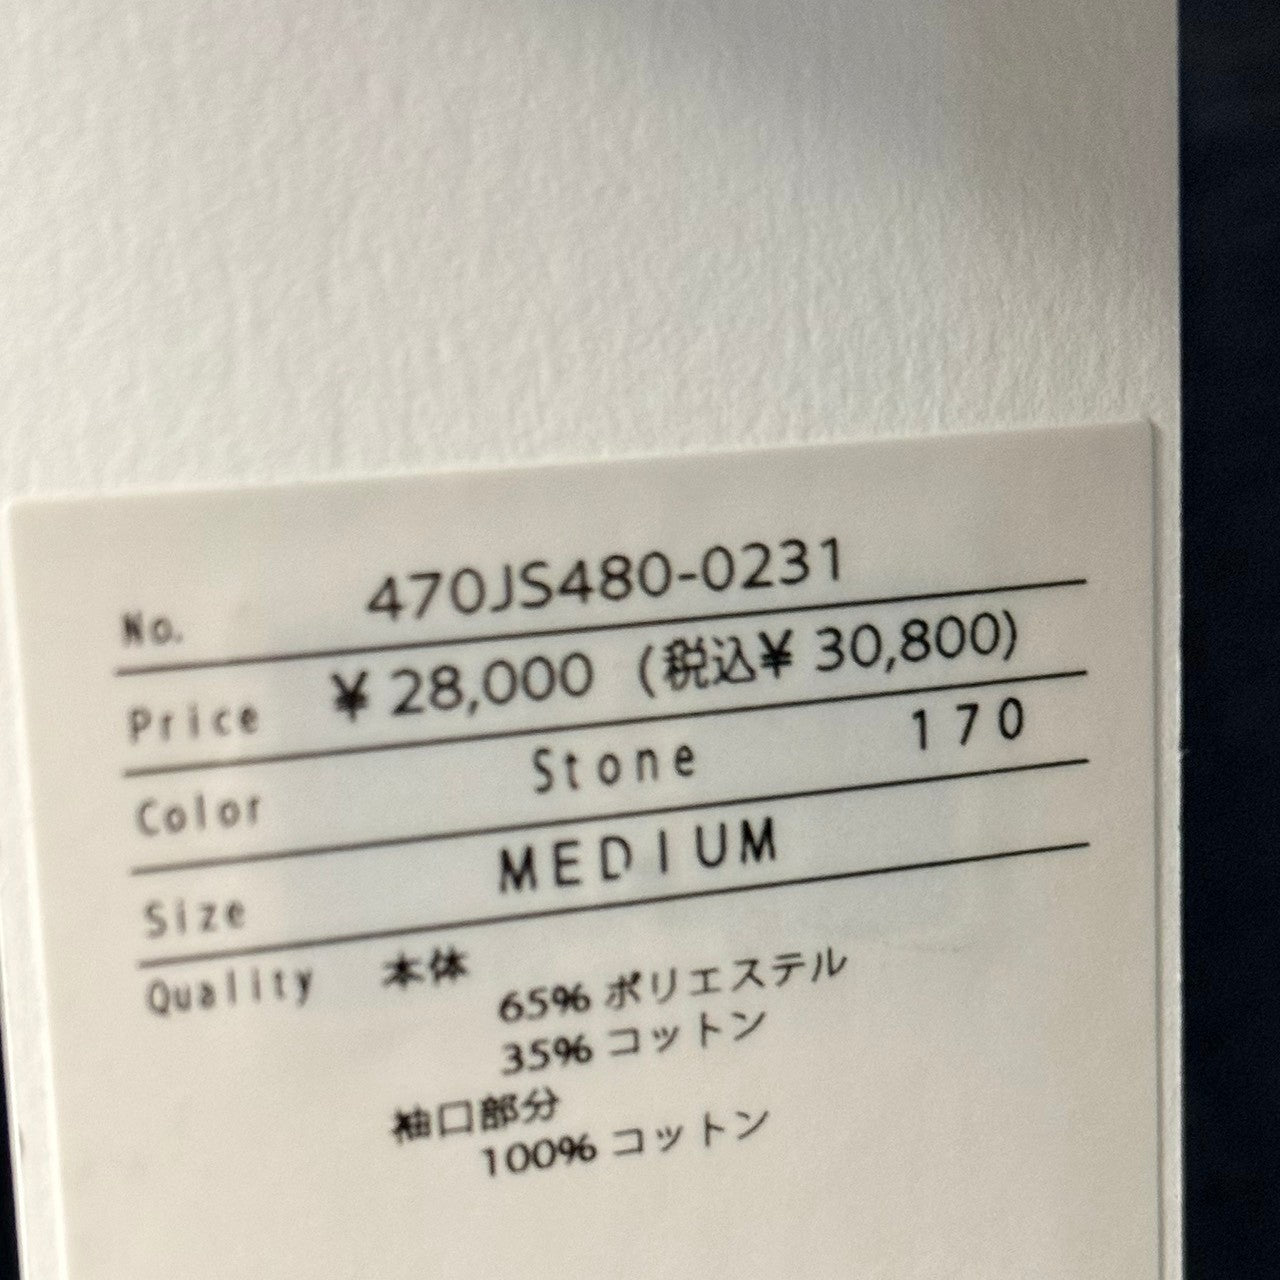 No. 470JS480-0231
Price ¥ 28,000 (税込¥ 30,800)
Color Stone 170
Size MEDIUM
Quality 本体
65% ポリエステル
35% コットン
袖口部分
100% コットン